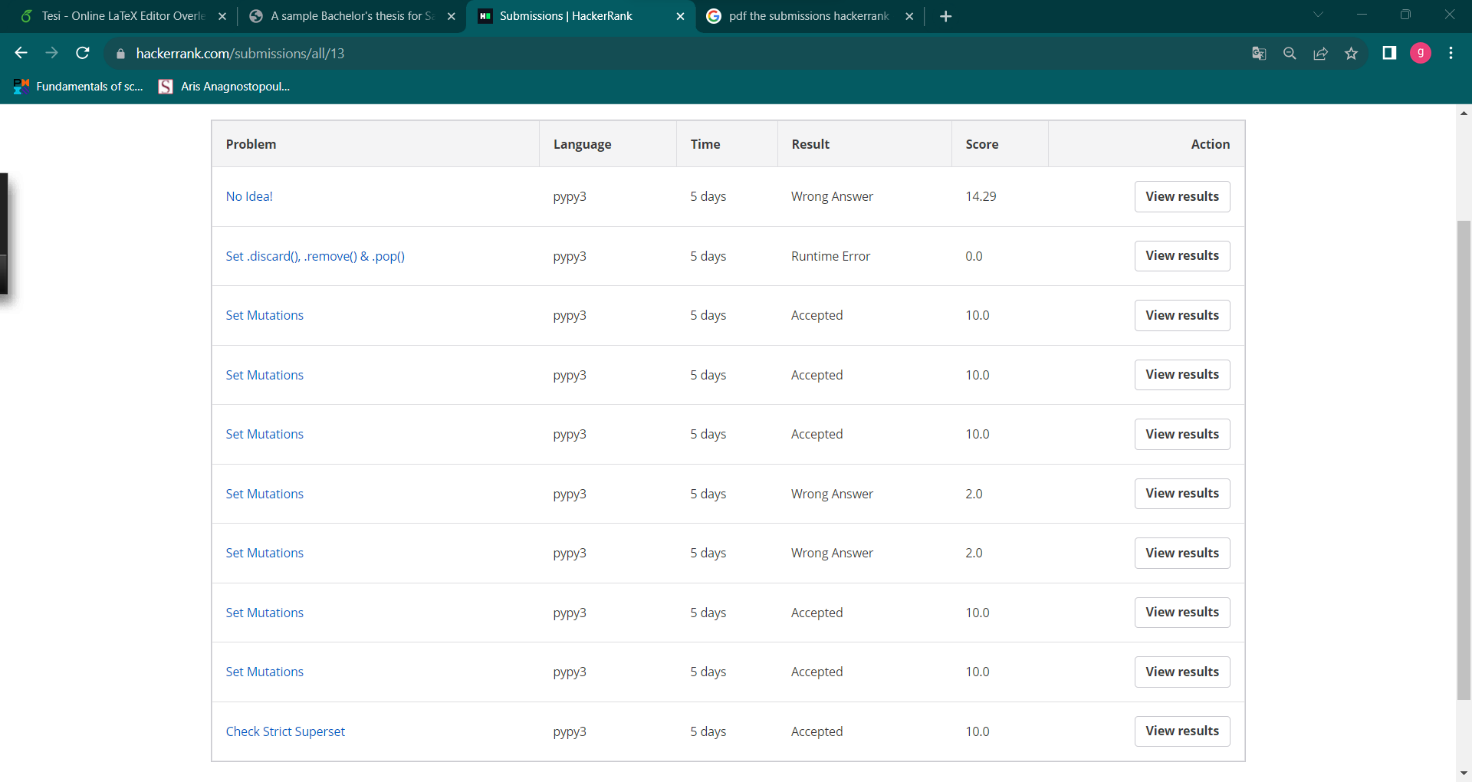 Tesi - Online LaTeX Editor Overle
A sample Bachelor's thesis for Sa
Submissions | HackerRank
pdf the submissions hackerrank
hackerrank.com/submissions/all/13
g
Fundamentals of sc...
Aris Anagnostopoul...
Problem Language Time Result Score Action
No Idea! pypy3 5 days Wrong Answer 14.29 View results
Set .discard(), .remove() & .pop() pypy3 5 days Runtime Error 0.0 View results
Set Mutations pypy3 5 days Accepted 10.0 View results
Set Mutations pypy3 5 days Accepted 10.0 View results
Set Mutations pypy3 5 days Accepted 10.0 View results
Set Mutations pypy3 5 days Wrong Answer 2.0 View results
Set Mutations pypy3 5 days Wrong Answer 2.0 View results
Set Mutations pypy3 5 days Accepted 10.0 View results
Set Mutations pypy3 5 days Accepted 10.0 View results
Check Strict Superset pypy3 5 days Accepted 10.0 View results